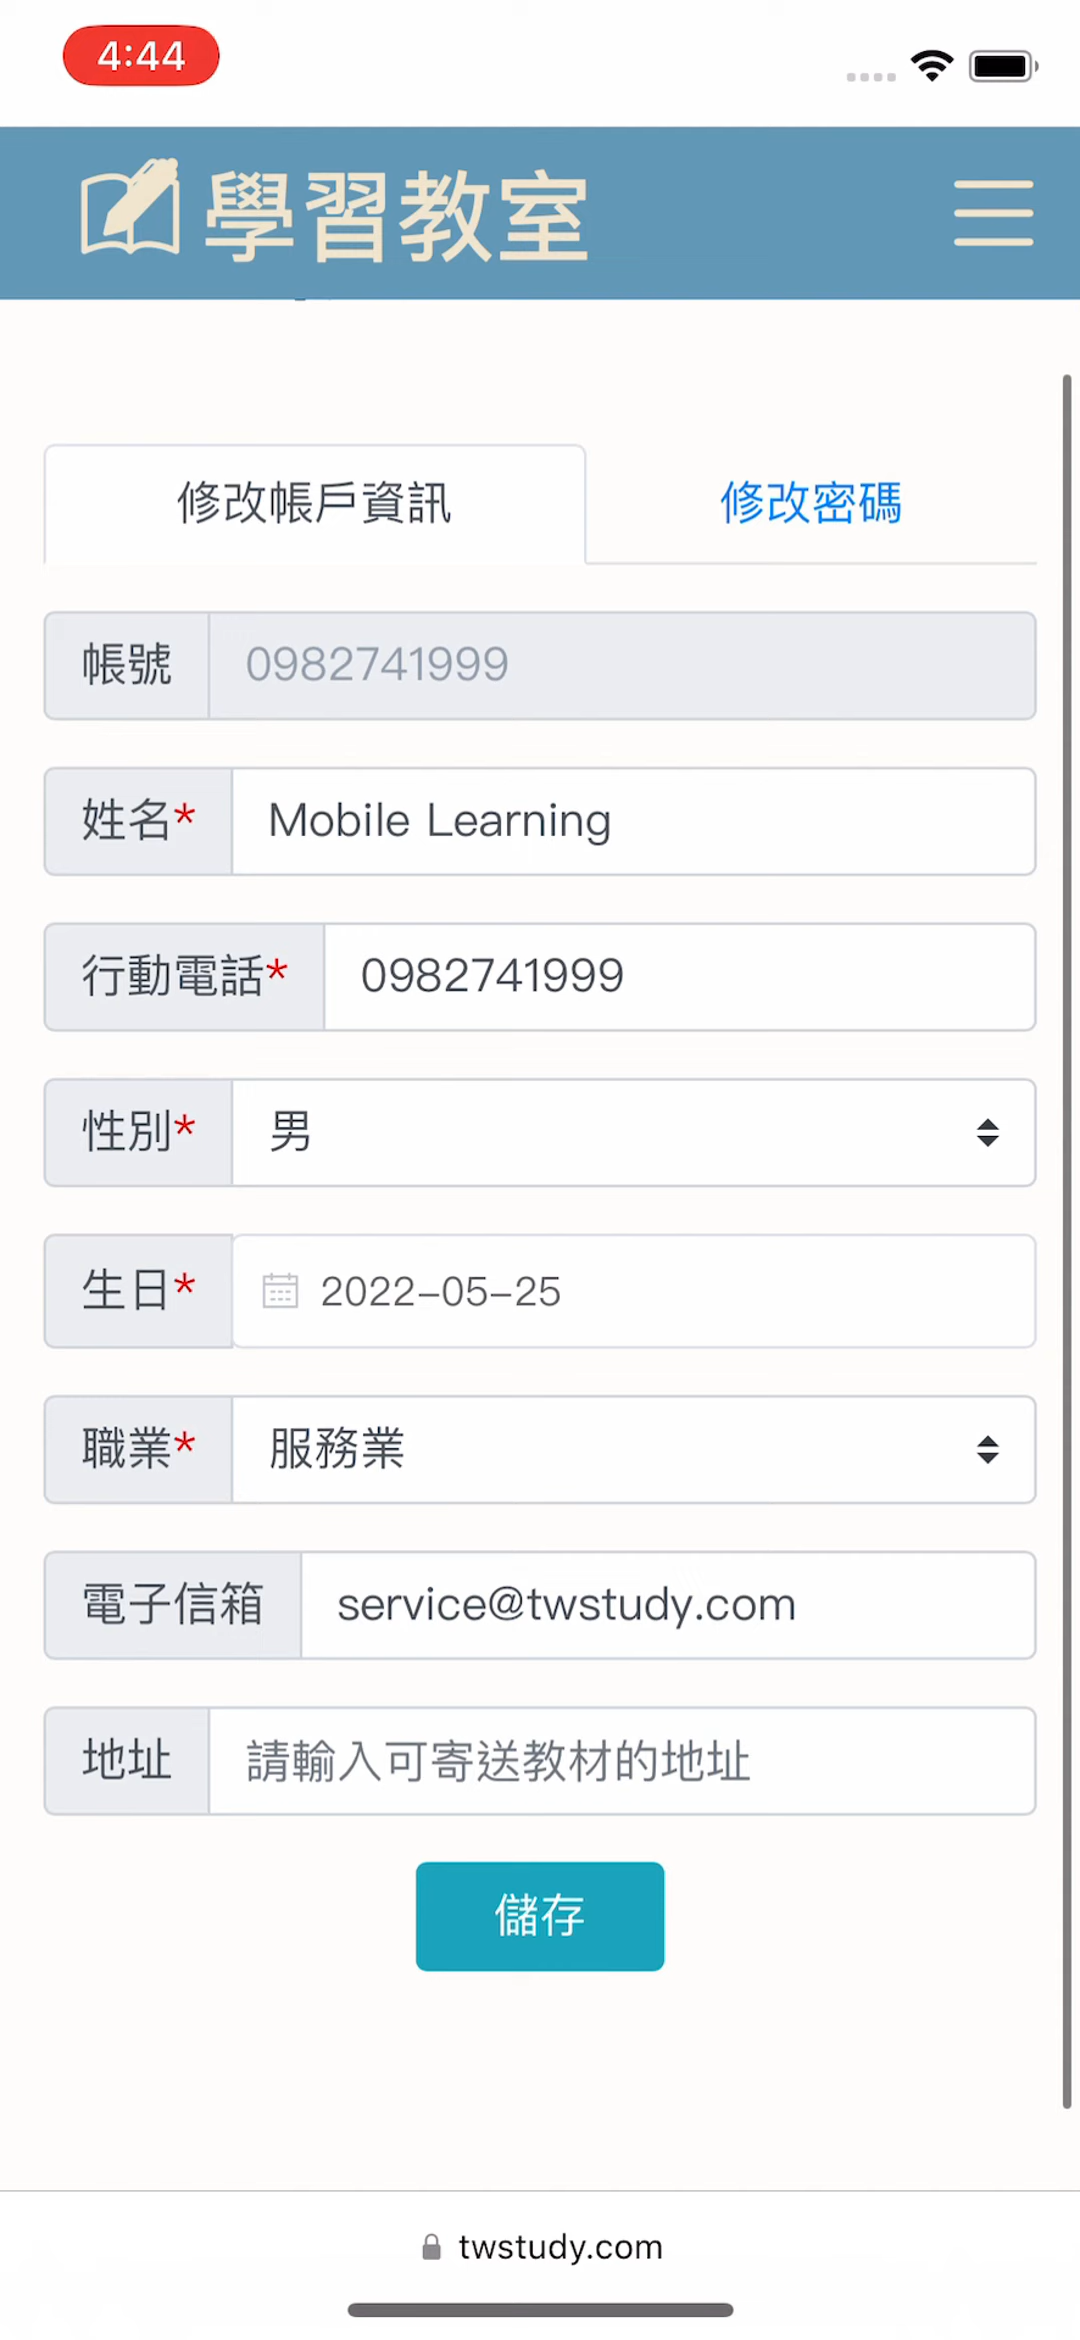 4:44
學習教室
修改帳戶資訊
修改密碼
帳號 0982741999
姓名* Mobile Learning
行動電話* 0982741999
性別* 男
生日* 2022-05-25
職業* 服務業
電子信箱 service@twstudy.com
地址 請輸入可寄送教材的地址
儲存
twstudy.com